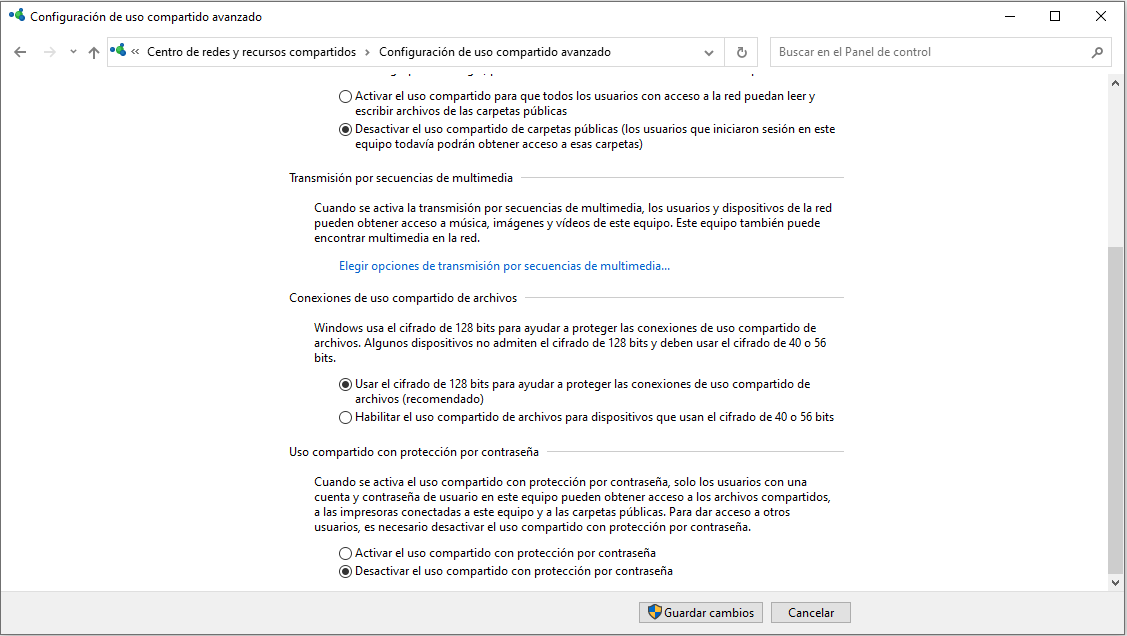 Configuración de uso compartido avanzado
« Centro de redes y recursos compartidos › Configuración de uso compartido avanzado
Buscar en el Panel de control
Activar el uso compartido para que todos los usuarios con acceso a la red puedan leer y
escribir archivos de las carpetas públicas
Desactivar el uso compartido de carpetas públicas (los usuarios que iniciaron sesión en este
equipo todavía podrán obtener acceso a esas carpetas)
Transmisión por secuencias de multimedia
Cuando se activa la transmisión por secuencias de multimedia, los usuarios y dispositivos de la red
pueden obtener acceso a música, imágenes y vídeos de este equipo. Este equipo también puede
encontrar multimedia en la red.
Elegir opciones de transmisión por secuencias de multimedia...
Conexiones de uso compartido de archivos
Windows usa el cifrado de 128 bits para ayudar a proteger las conexiones de uso compartido de
archivos. Algunos dispositivos no admiten el cifrado de 128 bits y deben usar el cifrado de 40 o 56
bits.
Usar el cifrado de 128 bits para ayudar a proteger las conexiones de uso compartido de
archivos (recomendado)
Habilitar el uso compartido de archivos para dispositivos que usan el cifrado de 40 o 56 bits
Uso compartido con protección por contraseña
Cuando se activa el uso compartido con protección por contraseña, solo los usuarios con una
cuenta y contraseña de usuario en este equipo pueden obtener acceso a los archivos compartidos,
a las impresoras conectadas a este equipo y a las carpetas públicas. Para dar acceso a otros
usuarios, es necesario desactivar el uso compartido con protección por contraseña.
Activar el uso compartido con protección por contraseña
Desactivar el uso compartido con protección por contraseña
Guardar cambios
Cancelar